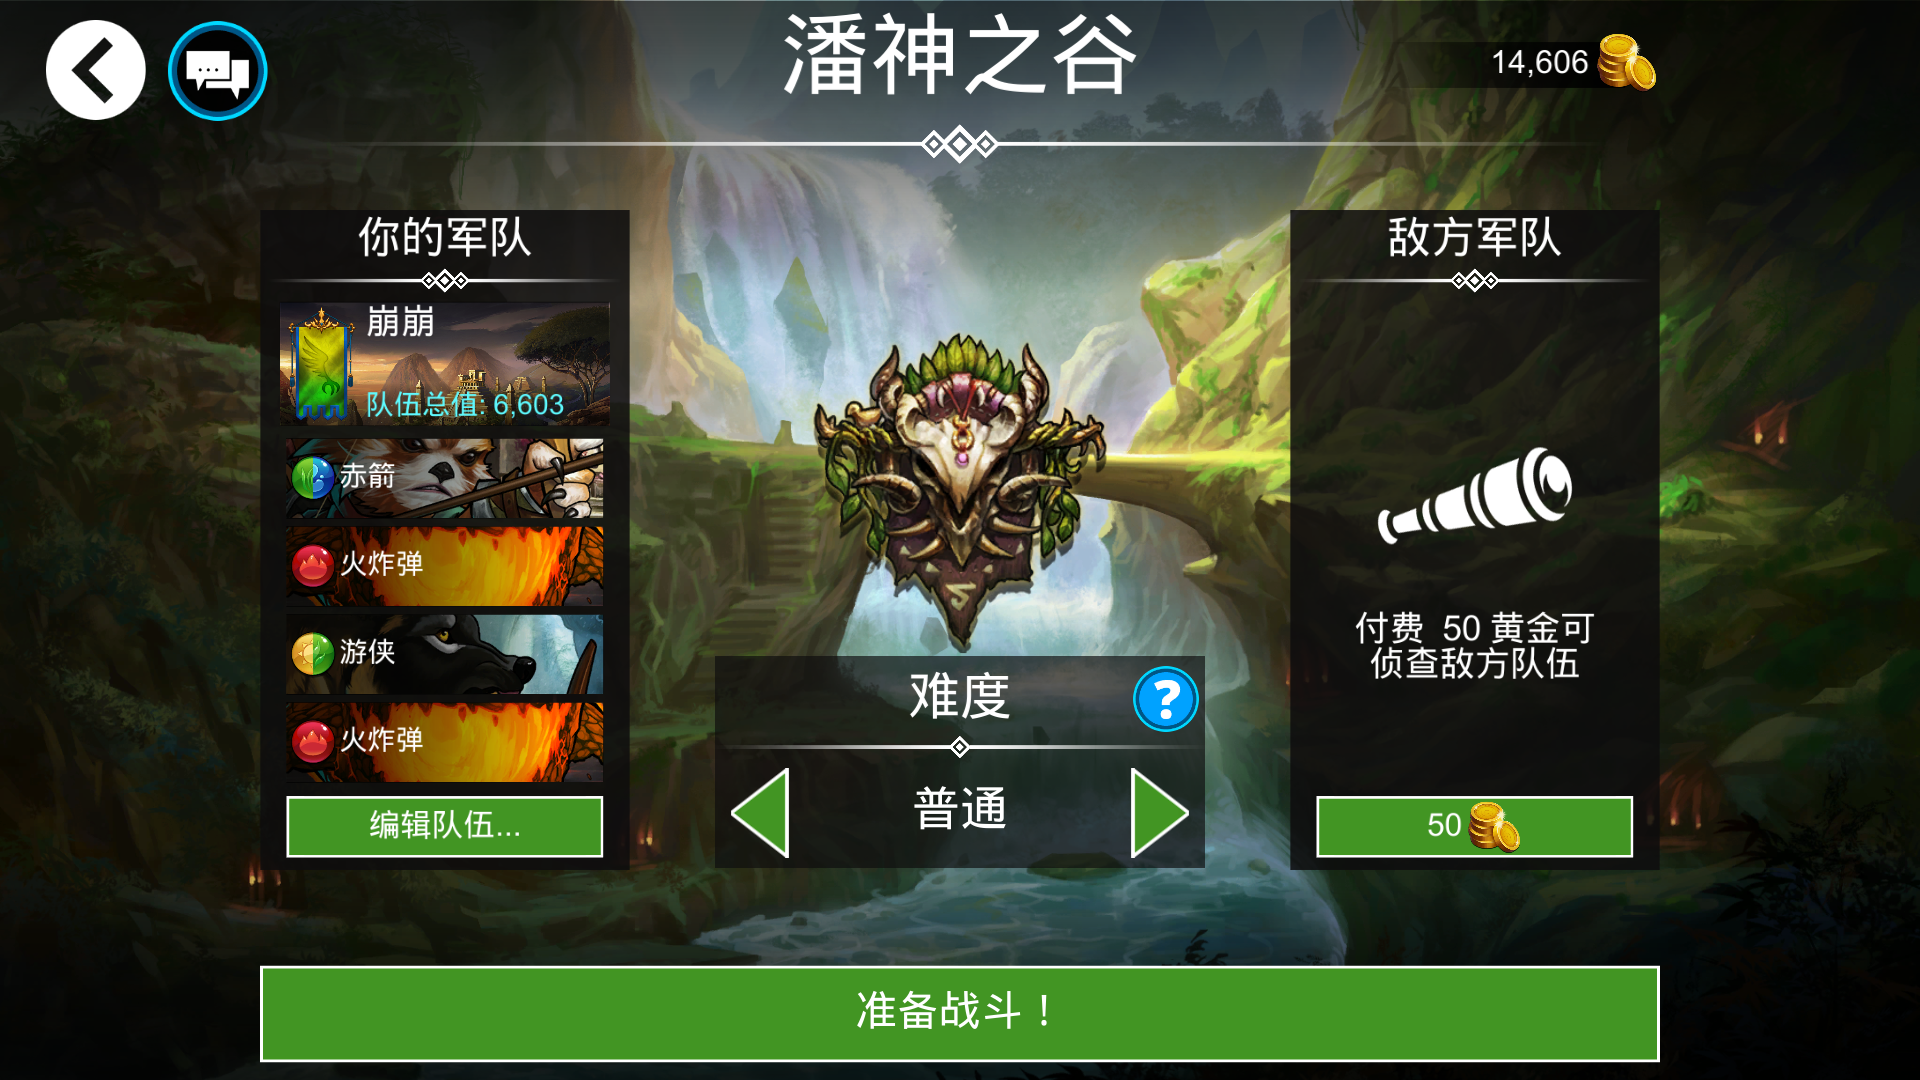 潘神之谷
14,606
你的军队
崩崩
队伍总值: 6,603
赤箭
火炸弹
游侠
火炸弹
编辑队伍...
难度
?
普通
敌方军队
付费 50 黄金可
侦查敌方队伍
50
准备战斗！